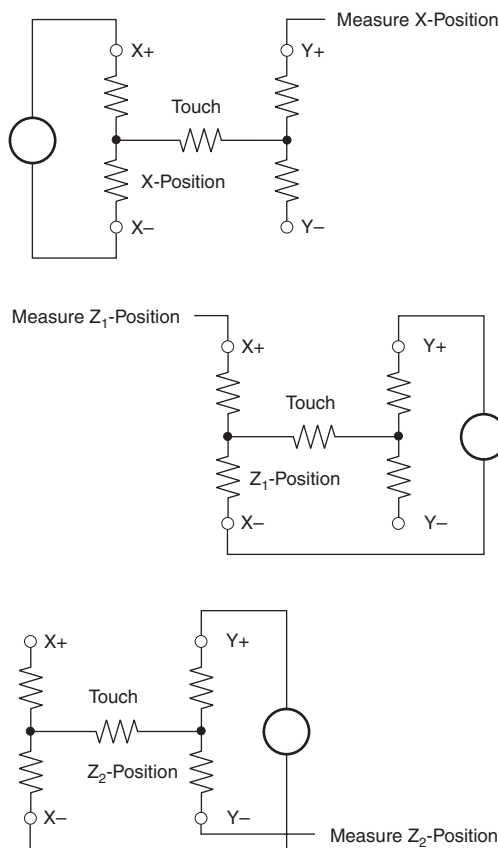 Measure X-Position
X+ Y+
Touch
X-Position
X– Y–
Measure Z₁-Position
X+ Y+
Touch
Z₁-Position
X– Y–
X+ Y+
Touch
Z₂-Position
X– Y–
Measure Z₂-Position